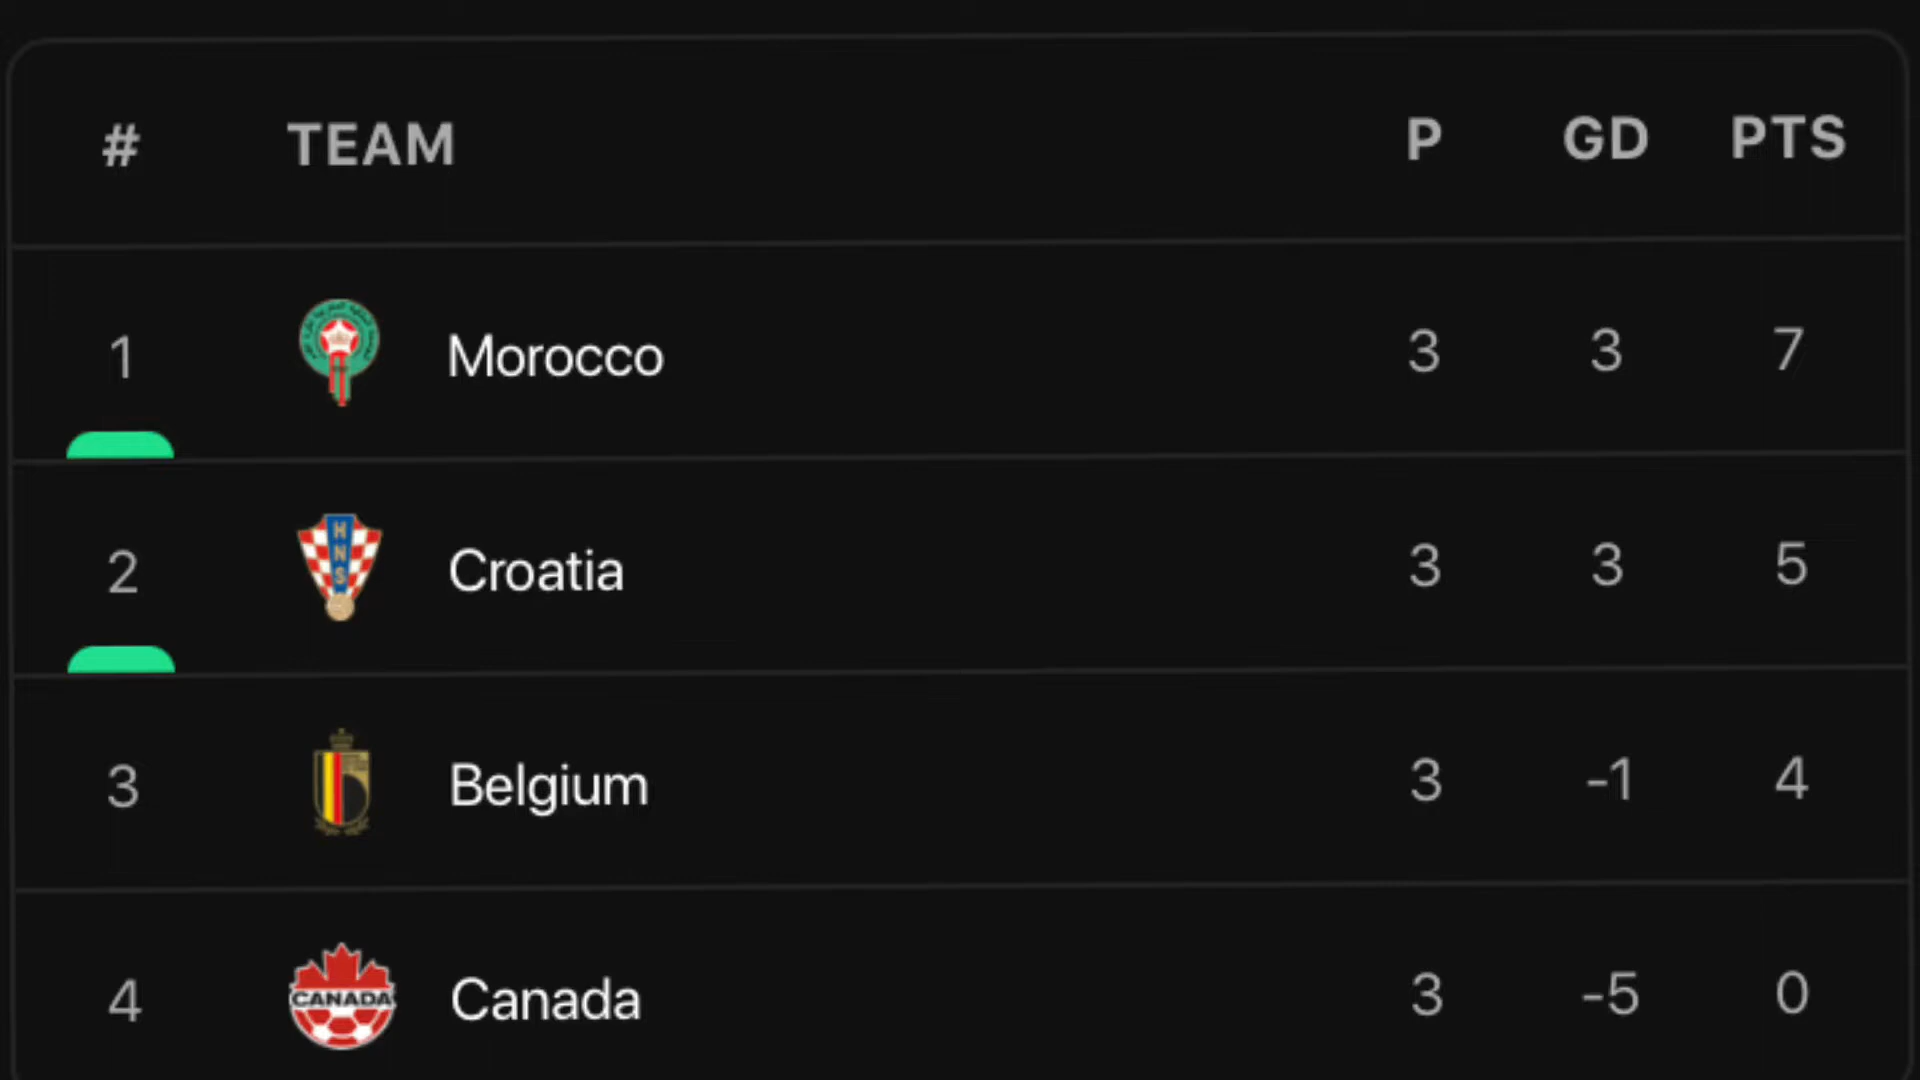 # TEAM P GD PTS
1 Morocco 3 3 7
H
N
S
2 Croatia 3 3 5
3 Belgium 3 -1 4
CANADA
4 Canada 3 -5 0